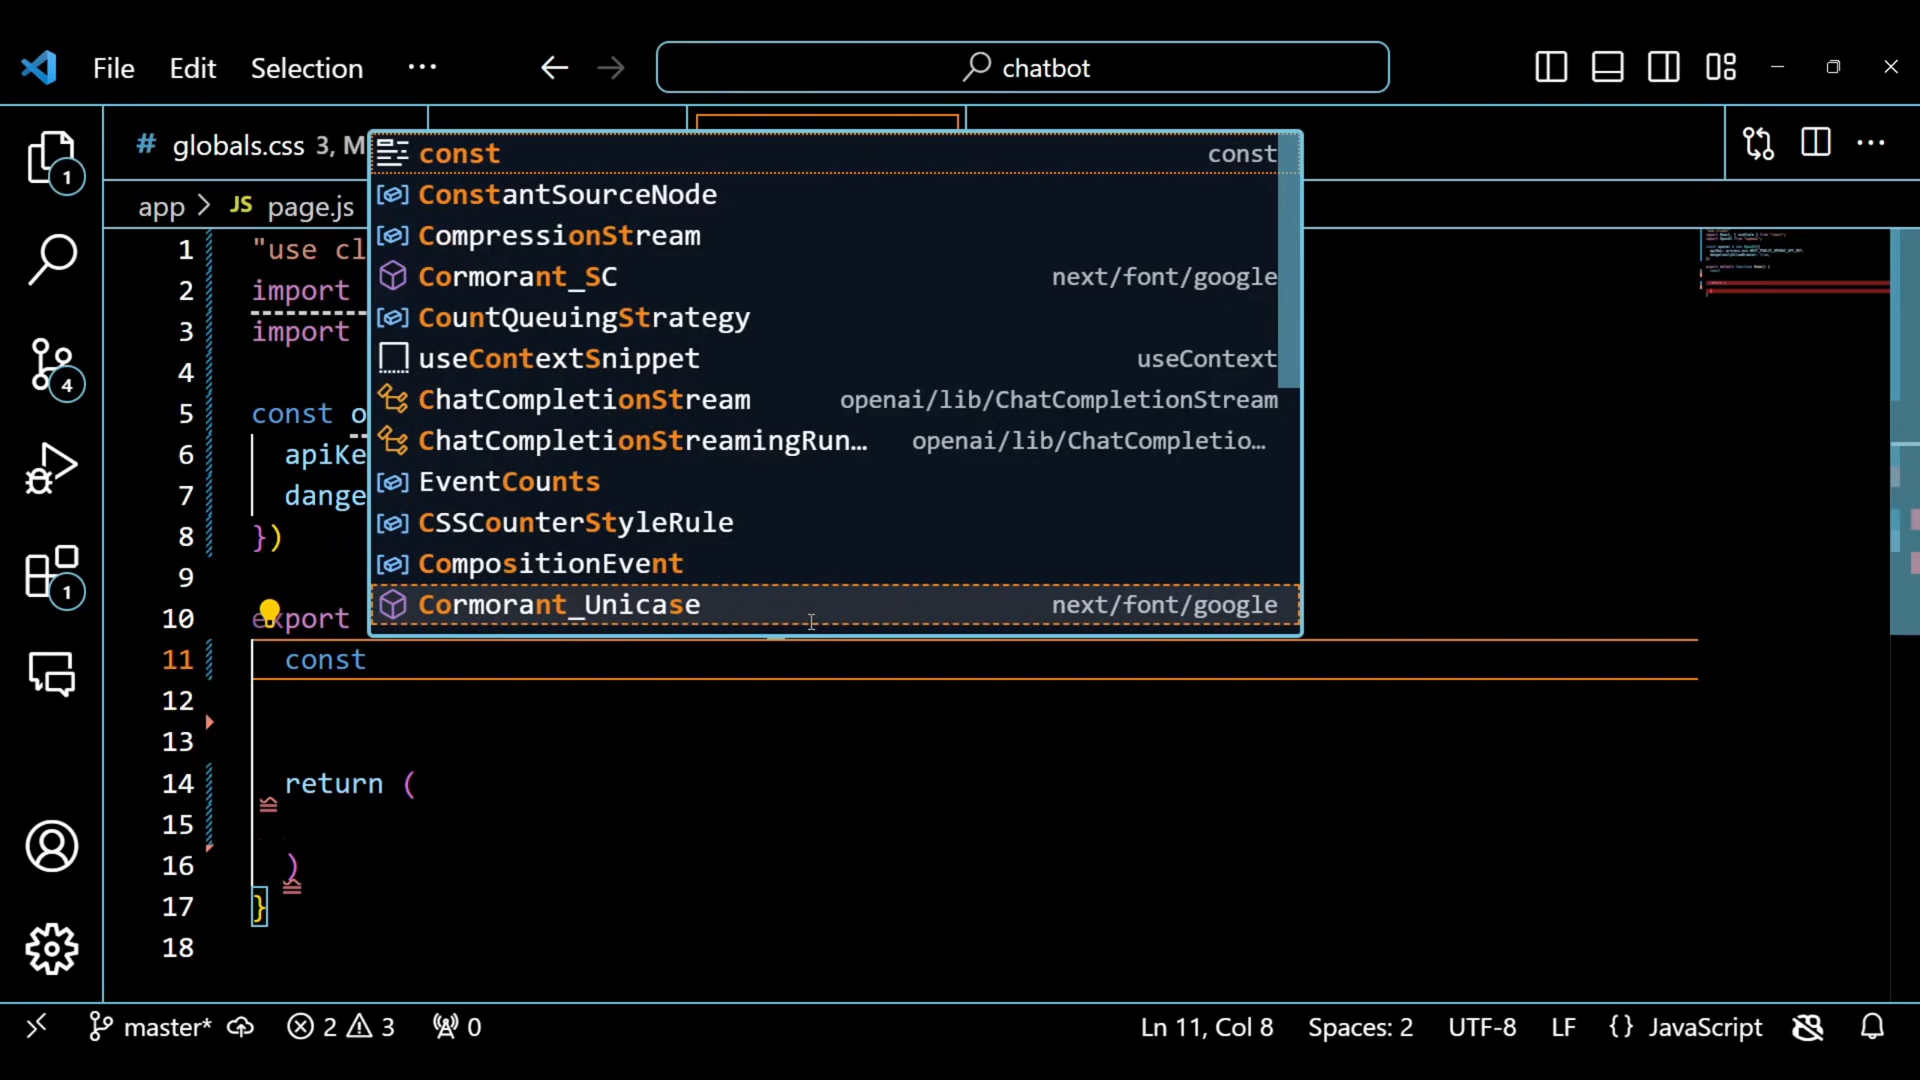 File Edit Selection ··· chatbot
# globals.css 3, M
app > JS page.js
const const
ConstantSourceNode
CompressionStream
Cormorant_SC next/font/google
CountQueuingStrategy
useContextSnippet useContext
ChatCompletionStream openai/lib/ChatCompletionStream
ChatCompletionStreamingRun… openai/lib/ChatCompletio…
EventCounts
CSSCounterStyleRule
CompositionEvent
Cormorant_Unicase next/font/google
1 "use cl
2 import
3 import
4
5 const o
6 apiKe
7 dange
8 })
9
10 export
11 const
12
13
14 return (
15
16 )
17 }
18
1
4
1
master* 2 3 0 Ln 11, Col 8 Spaces: 2 UTF-8 LF {} JavaScript